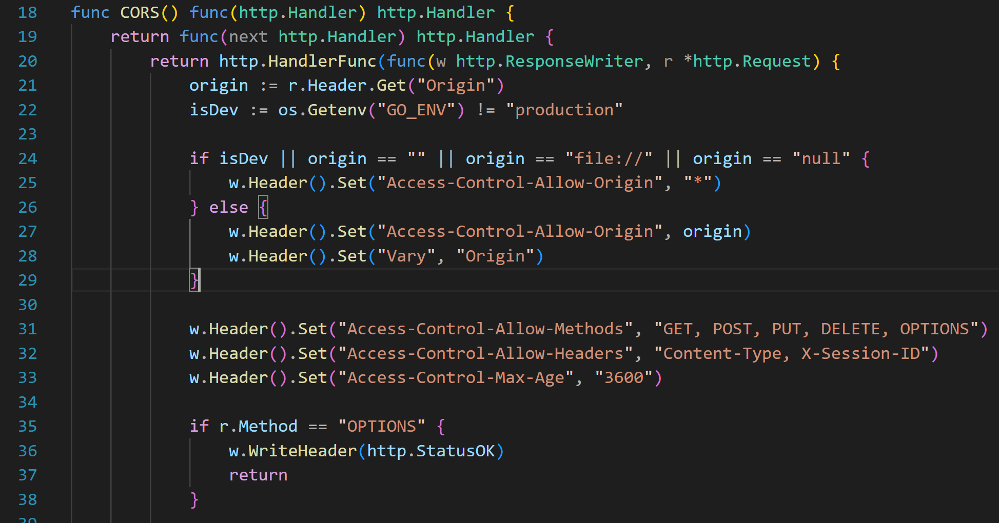 18 func CORS() func(http.Handler) http.Handler {
19     return func(next http.Handler) http.Handler {
20         return http.HandlerFunc(func(w http.ResponseWriter, r *http.Request) {
21             origin := r.Header.Get("Origin")
22             isDev := os.Getenv("GO_ENV") != "production"
23
24             if isDev || origin == "" || origin == "file://" || origin == "null" {
25                 w.Header().Set("Access-Control-Allow-Origin", "*")
26             } else {
27                 w.Header().Set("Access-Control-Allow-Origin", origin)
28                 w.Header().Set("Vary", "Origin")
29             }
30
31             w.Header().Set("Access-Control-Allow-Methods", "GET, POST, PUT, DELETE, OPTIONS")
32             w.Header().Set("Access-Control-Allow-Headers", "Content-Type, X-Session-ID")
33             w.Header().Set("Access-Control-Max-Age", "3600")
34
35             if r.Method == "OPTIONS" {
36                 w.WriteHeader(http.StatusOK)
37                 return
38             }
39